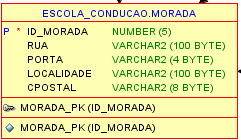 ESCOLA_CONDUCAO.MORADA
P * ID_MORADA NUMBER (5)
RUA VARCHAR2 (100 BYTE)
PORTA VARCHAR2 (4 BYTE)
LOCALIDADE VARCHAR2 (100 BYTE)
CPOSTAL VARCHAR2 (8 BYTE)
MORADA_PK (ID_MORADA)
MORADA_PK (ID_MORADA)